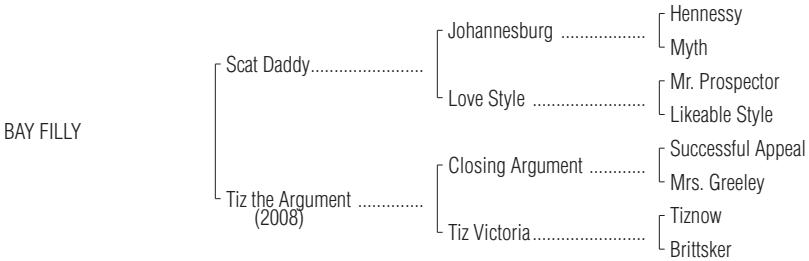 Hennessy
Johannesburg ...................
Myth
Scat Daddy........................
Mr. Prospector
Love Style ........................
Likeable Style
BAY FILLY
Successful Appeal
Closing Argument ............
Mrs. Greeley
Tiz the Argument ..............
(2008)
Tiznow
Tiz Victoria........................
Brittsker